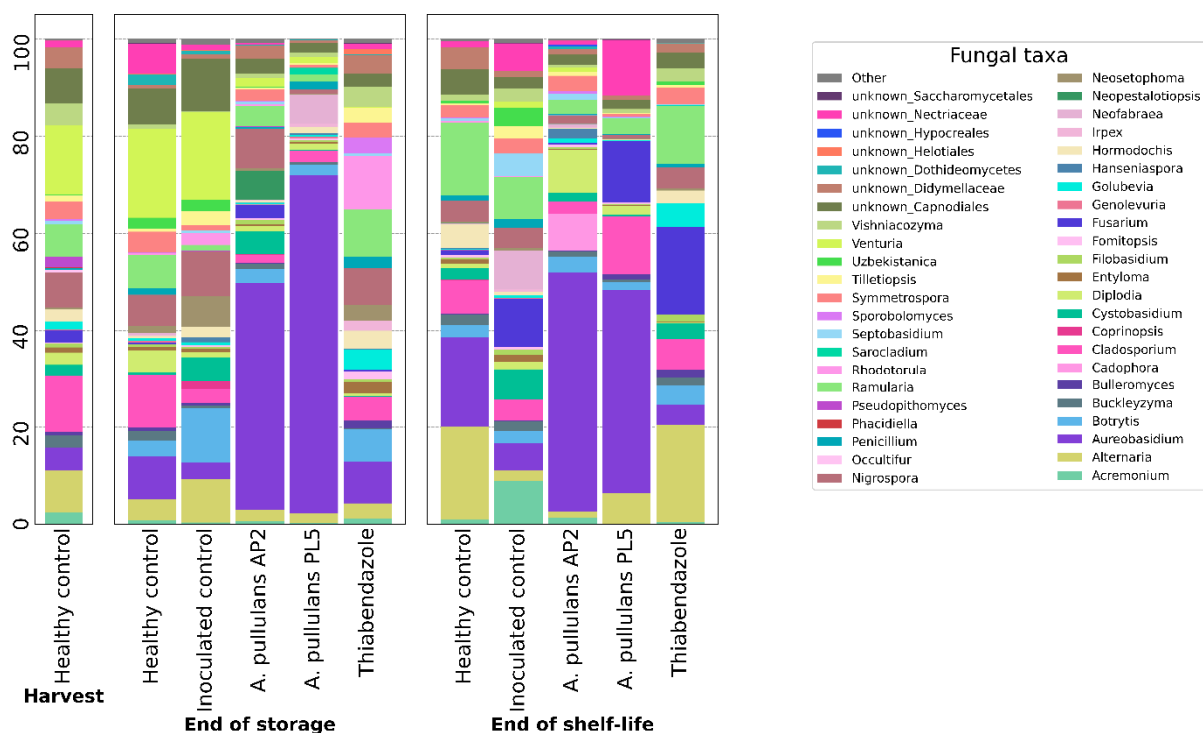 100
80
60
40
20
0
Healthy control
Harvest
Healthy control
Inoculated control
A. pullulans AP2
A. pullulans PL5
Thiabendazole
End of storage
Healthy control
Inoculated control
A. pullulans AP2
A. pullulans PL5
Thiabendazole
End of shelf-life
Fungal taxa
Other
unknown_Saccharomycetales
unknown_Nectriaceae
unknown_Hypocreales
unknown_Helotiales
unknown_Dothideomycetes
unknown_Didymellaceae
unknown_Capnodiales
Vishniacozyma
Venturia
Uzbekistanica
Tilletiopsis
Symmetrospora
Sporobolomyces
Septobasidium
Sarocladium
Rhodotorula
Ramularia
Pseudopithomyces
Phacidiella
Penicillium
Occultifur
Nigrospora
Neosetophoma
Neopestalotiopsis
Neofabraea
Irpex
Hormodochis
Hanseniaspora
Golubevia
Genolevuria
Fusarium
Fomitopsis
Filobasidium
Entyloma
Diplodia
Cystobasidium
Coprinopsis
Cladosporium
Cadophora
Bulleromyces
Buckleyzyma
Botrytis
Aureobasidium
Alternaria
Acremonium